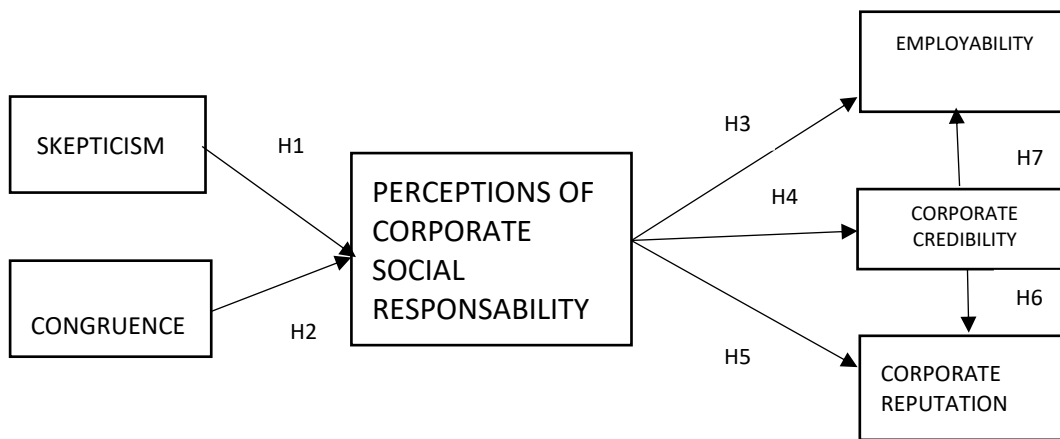 SKEPTICISM
H1
CONGRUENCE
H2
PERCEPTIONS OF
CORPORATE
SOCIAL
RESPONSABILITY
H3
H4
H5
EMPLOYABILITY
H7
CORPORATE
CREDIBILITY
H6
CORPORATE
REPUTATION